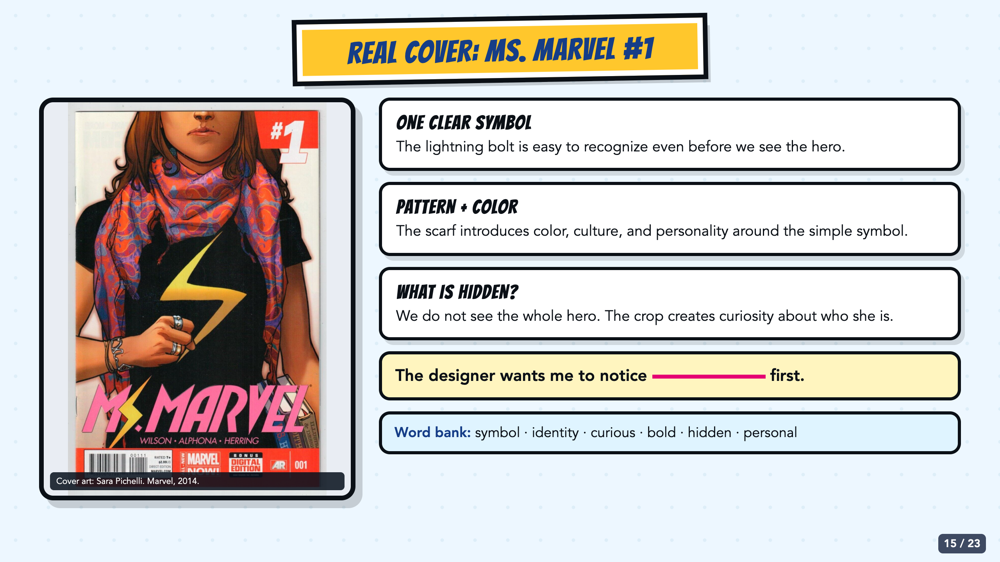 REAL COVER: MS. MARVEL #1
#1
MS. MARVEL
WILSON • ALPHONA • HERRING
00111
RATED T+
$2.99US
DIRECT EDITION
MARVEL.COM
ALL-NEW
MARVEL
NOW!
BONUS
DIGITAL
EDITION
AR
001
Cover art: Sara Pichelli. Marvel, 2014.
ONE CLEAR SYMBOL
The lightning bolt is easy to recognize even before we see the hero.
PATTERN + COLOR
The scarf introduces color, culture, and personality around the simple symbol.
WHAT IS HIDDEN?
We do not see the whole hero. The crop creates curiosity about who she is.
The designer wants me to notice first.
Word bank: symbol · identity · curious · bold · hidden · personal
15 / 23